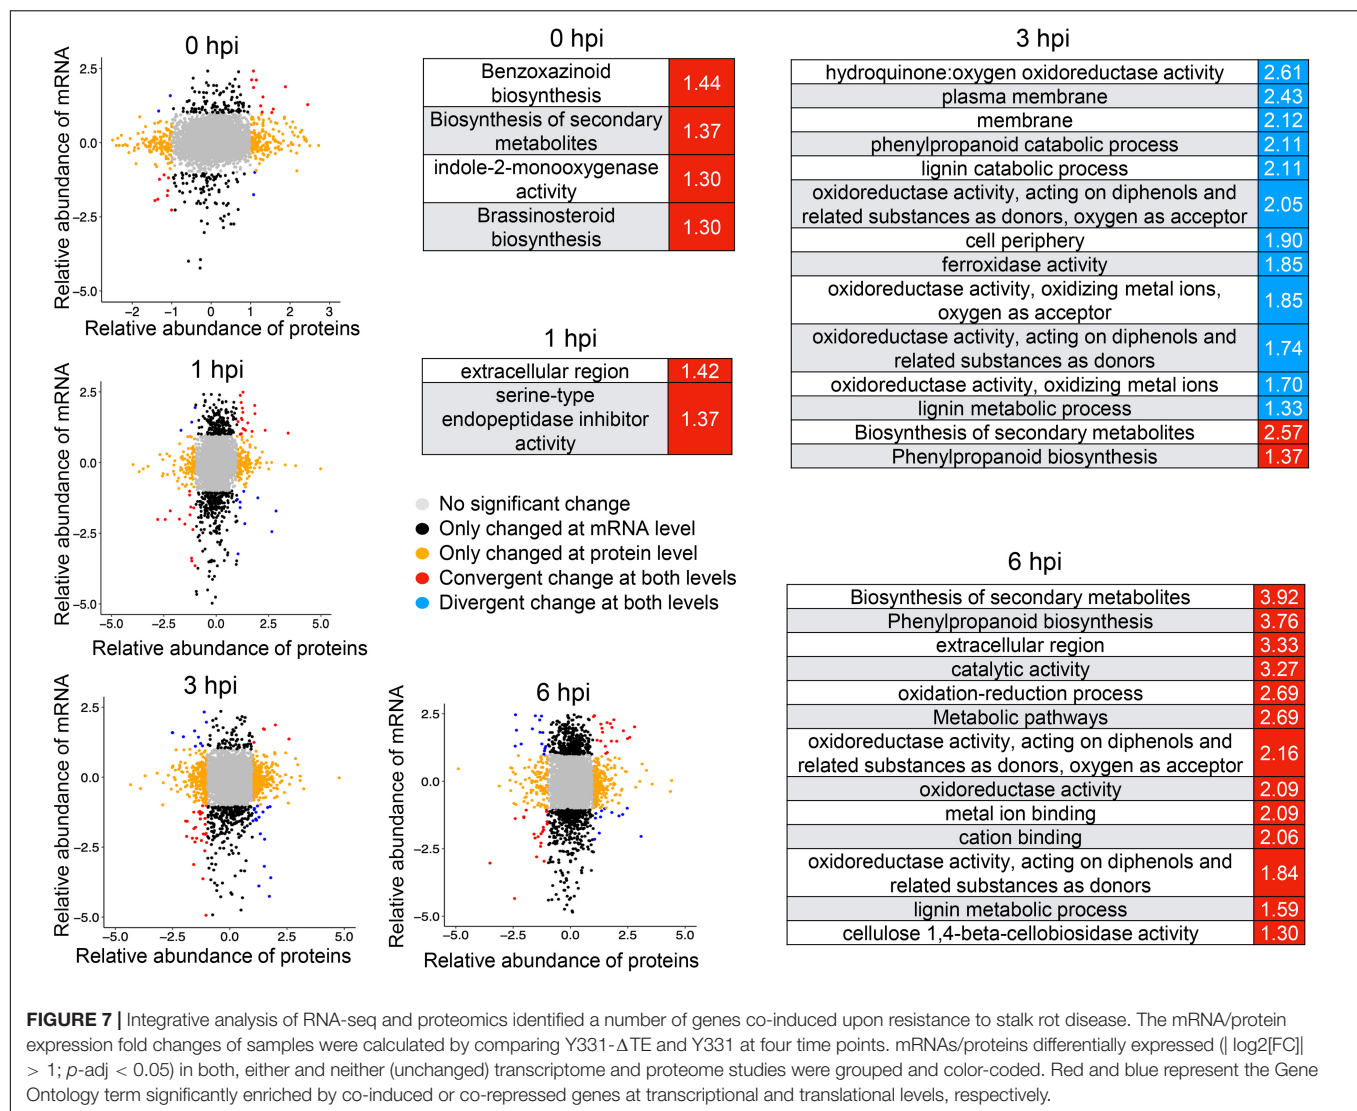 0 hpi
Relative abundance of mRNA
2.5
0.0
−2.5
−5.0
−2 −1 0 1 2 3
Relative abundance of proteins
1 hpi
Relative abundance of mRNA
2.5
0.0
−2.5
−5.0
−5.0 −2.5 0.0 2.5 5.0
Relative abundance of proteins
3 hpi
Relative abundance of mRNA
2.5
0.0
−2.5
−5.0
−5.0 −2.5 0.0 2.5 5.0
Relative abundance of proteins
6 hpi
Relative abundance of mRNA
2.5
0.0
−2.5
−5.0
−5.0 −2.5 0.0 2.5 5.0
Relative abundance of proteins
0 hpi
Benzoxazinoid
biosynthesis 1.44
Biosynthesis of secondary
metabolites 1.37
indole-2-monooxygenase
activity 1.30
Brassinosteroid
biosynthesis 1.30
1 hpi
extracellular region 1.42
serine-type
endopeptidase inhibitor 1.37
activity
No significant change
Only changed at mRNA level
Only changed at protein level
Convergent change at both levels
Divergent change at both levels
3 hpi
hydroquinone:oxygen oxidoreductase activity 2.61
plasma membrane 2.43
membrane 2.12
phenylpropanoid catabolic process 2.11
lignin catabolic process 2.11
oxidoreductase activity, acting on diphenols and
related substances as donors, oxygen as acceptor 2.05
cell periphery 1.90
ferroxidase activity 1.85
oxidoreductase activity, oxidizing metal ions,
oxygen as acceptor 1.85
oxidoreductase activity, acting on diphenols and
related substances as donors 1.74
oxidoreductase activity, oxidizing metal ions 1.70
lignin metabolic process 1.33
Biosynthesis of secondary metabolites 2.57
Phenylpropanoid biosynthesis 1.37
6 hpi
Biosynthesis of secondary metabolites 3.92
Phenylpropanoid biosynthesis 3.76
extracellular region 3.33
catalytic activity 3.27
oxidation-reduction process 2.69
Metabolic pathways 2.69
oxidoreductase activity, acting on diphenols and
related substances as donors, oxygen as acceptor 2.16
oxidoreductase activity 2.09
metal ion binding 2.09
cation binding 2.06
oxidoreductase activity, acting on diphenols and
related substances as donors 1.84
lignin metabolic process 1.59
cellulose 1,4-beta-cellobiosidase activity 1.30
FIGURE 7 | Integrative analysis of RNA-seq and proteomics identified a number of genes co-induced upon resistance to stalk rot disease. The mRNA/protein
expression fold changes of samples were calculated by comparing Y331-ΔTE and Y331 at four time points. mRNAs/proteins differentially expressed (| log2[FC]|
> 1; p-adj < 0.05) in both, either and neither (unchanged) transcriptome and proteome studies were grouped and color-coded. Red and blue represent the Gene
Ontology term significantly enriched by co-induced or co-repressed genes at transcriptional and translational levels, respectively.